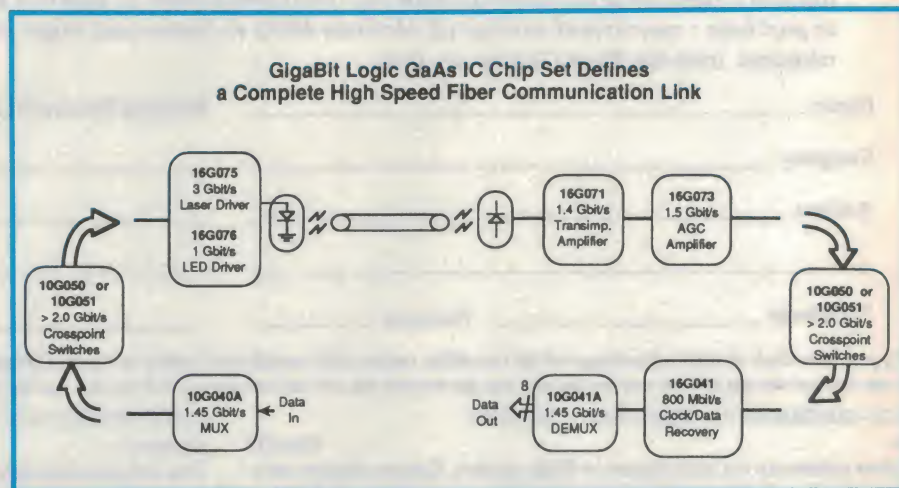 GigaBit Logic GaAs IC Chip Set Defines
a Complete High Speed Fiber Communication Link
16G075
3 Gbit/s
Laser Driver
16G076
1 Gbit/s
LED Driver
16G071
1.4 Gbit/s
Transimp.
Amplifier
16G073
1.5 Gbit/s
AGC
Amplifier
10G050 or
10G051
> 2.0 Gbit/s
Crosspoint
Switches
10G050 or
10G051
> 2.0 Gbit/s
Crosspoint
Switches
10G040A
1.45 Gbit/s
MUX
Data
In
Data
Out
8
10G041A
1.45 Gbit/s
DEMUX
16G041
800 Mbit/s
Clock/Data
Recovery